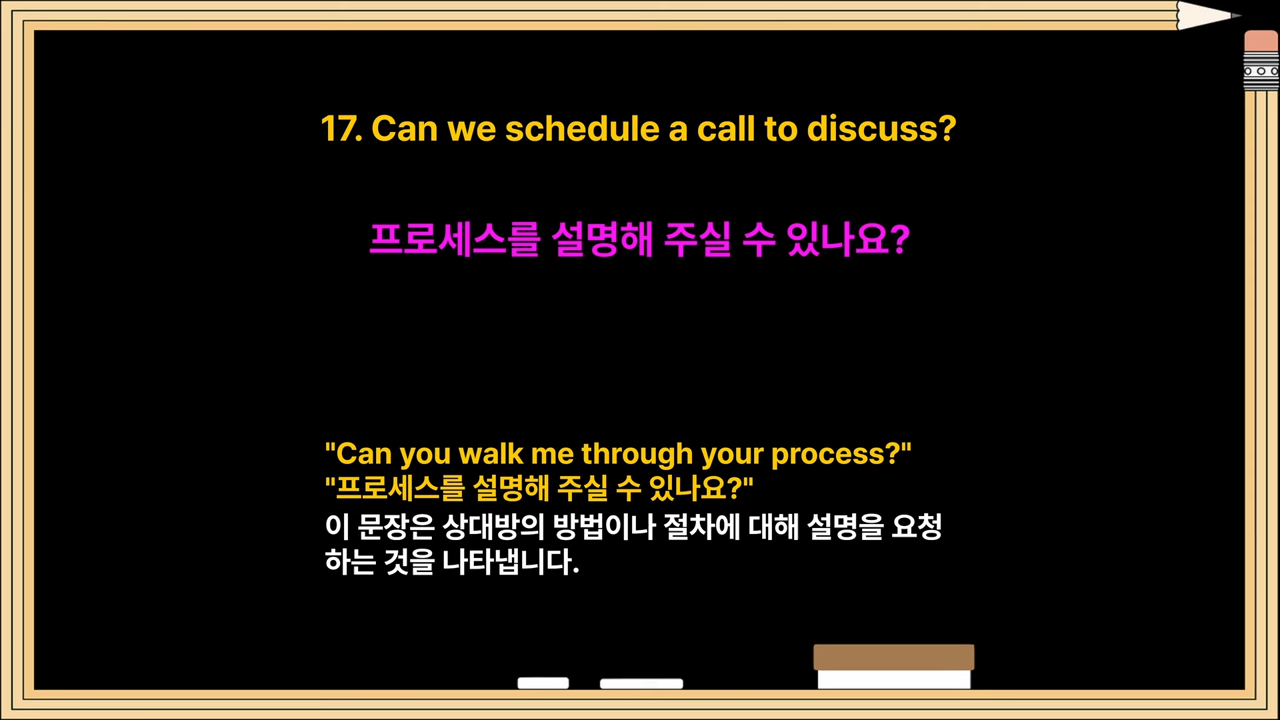 17. Can we schedule a call to discuss?
프로세스를 설명해 주실 수 있나요?
"Can you walk me through your process?"
"프로세스를 설명해 주실 수 있나요?"
이 문장은 상대방의 방법이나 절차에 대해 설명을 요청
하는 것을 나타냅니다.